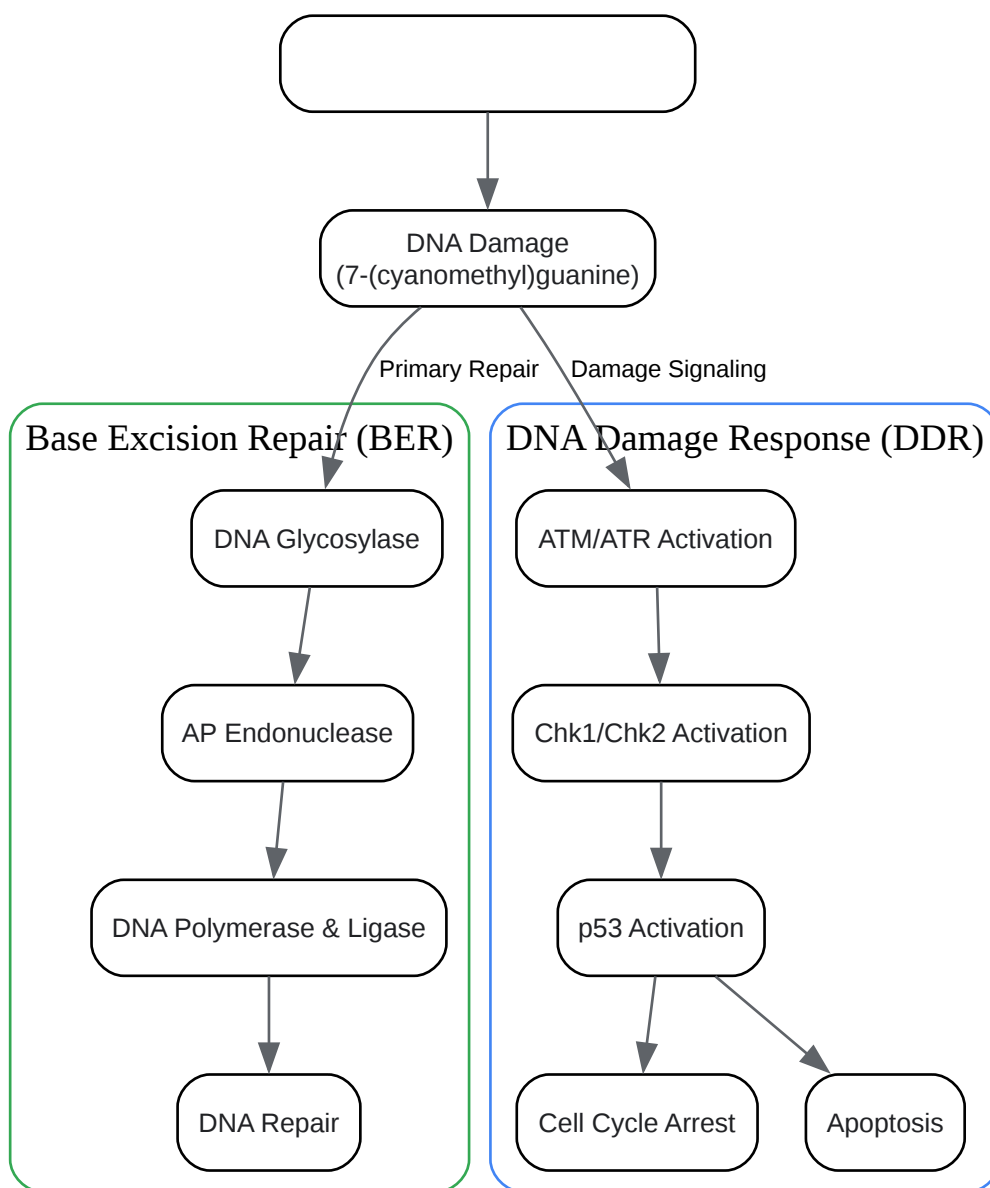 DNA Damage
(7-(cyanomethyl)guanine)
Primary Repair
Damage Signaling
Base Excision Repair (BER)
DNA Glycosylase
AP Endonuclease
DNA Polymerase & Ligase
DNA Repair
DNA Damage Response (DDR)
ATM/ATR Activation
Chk1/Chk2 Activation
p53 Activation
Cell Cycle Arrest
Apoptosis